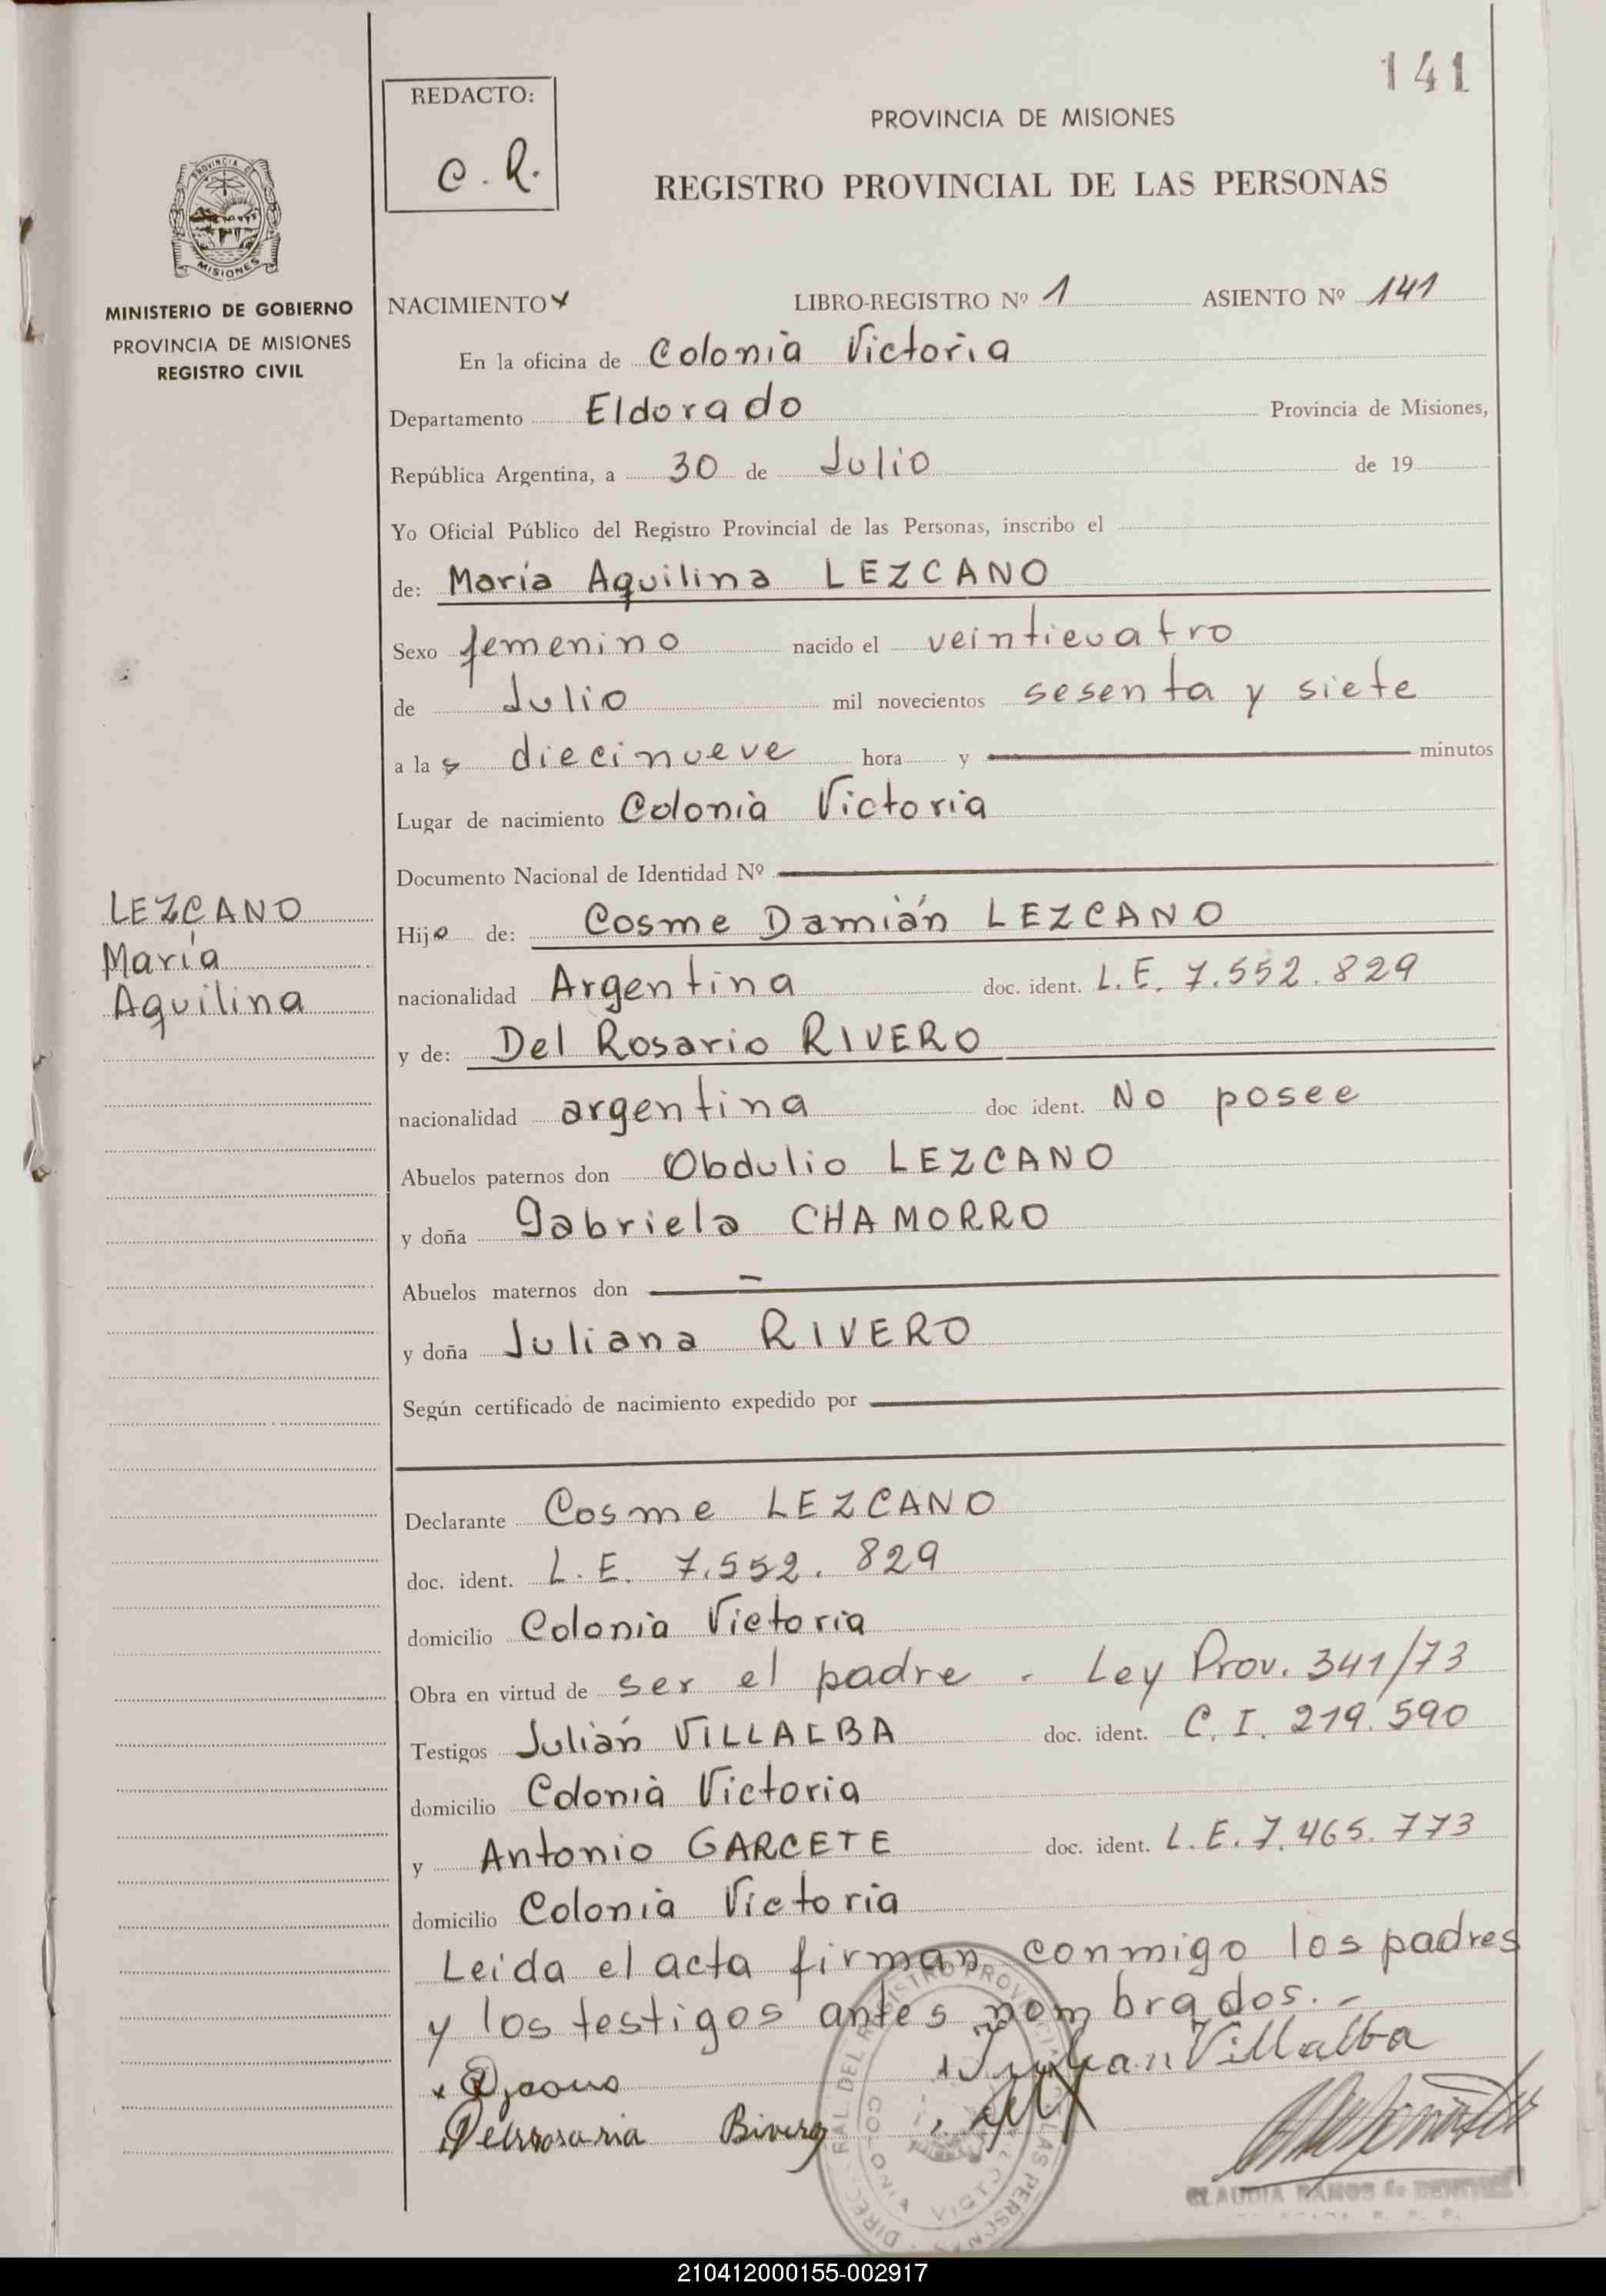 141
REDACTO:
C. R.
PROVINCIA DE MISIONES
REGISTRO PROVINCIAL DE LAS PERSONAS
PROVINCIA DE
MISIONES
MINISTERIO DE GOBIERNO
PROVINCIA DE MISIONES
REGISTRO CIVIL
NACIMIENTO LIBRO-REGISTRO Nº 1 ASIENTO Nº 141
En la oficina de Colonia Victoria
Departamento Eldorado Provincia de Misiones,
República Argentina, a 30 de Julio de 19
Yo Oficial Público del Registro Provincial de las Personas, inscribo el
de: María Aquilina LEZCANO
Sexo femenino nacido el veinticuatro
de Julio mil novecientos sesenta y siete
a las diecinueve hora y minutos
Lugar de nacimiento Colonia Victoria
Documento Nacional de Identidad Nº
LEZCANO
María
Aquilina
Hija de: Cosme Damián LEZCANO
nacionalidad Argentina doc. ident. L.E. 7.552.829
y de: Del Rosario RIVERO
nacionalidad argentina doc ident. No posee
Abuelos paternos don Obdulio LEZCANO
y doña Gabriela CHAMORRO
Abuelos maternos don
y doña Juliana RIVERO
Según certificado de nacimiento expedido por
Declarante Cosme LEZCANO
doc. ident. L.E. 7.552.829
domicilio Colonia Victoria
Obra en virtud de ser el padre - Ley Prov. 341/73
Testigos Julián VILLALBA doc. ident. C.I. 219.590
domicilio Colonia Victoria
y Antonio GARCETE doc. ident. L.E. 7.465.773
domicilio Colonia Victoria
Leida el acta firman conmigo los padres
y los testigos antes nombrados.-
Julian Villalba
CLAUDIA RAMOS de
210412000155-002917